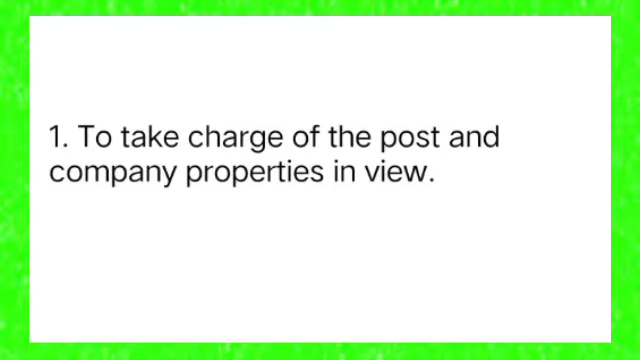 1. To take charge of the post and
company properties in view.